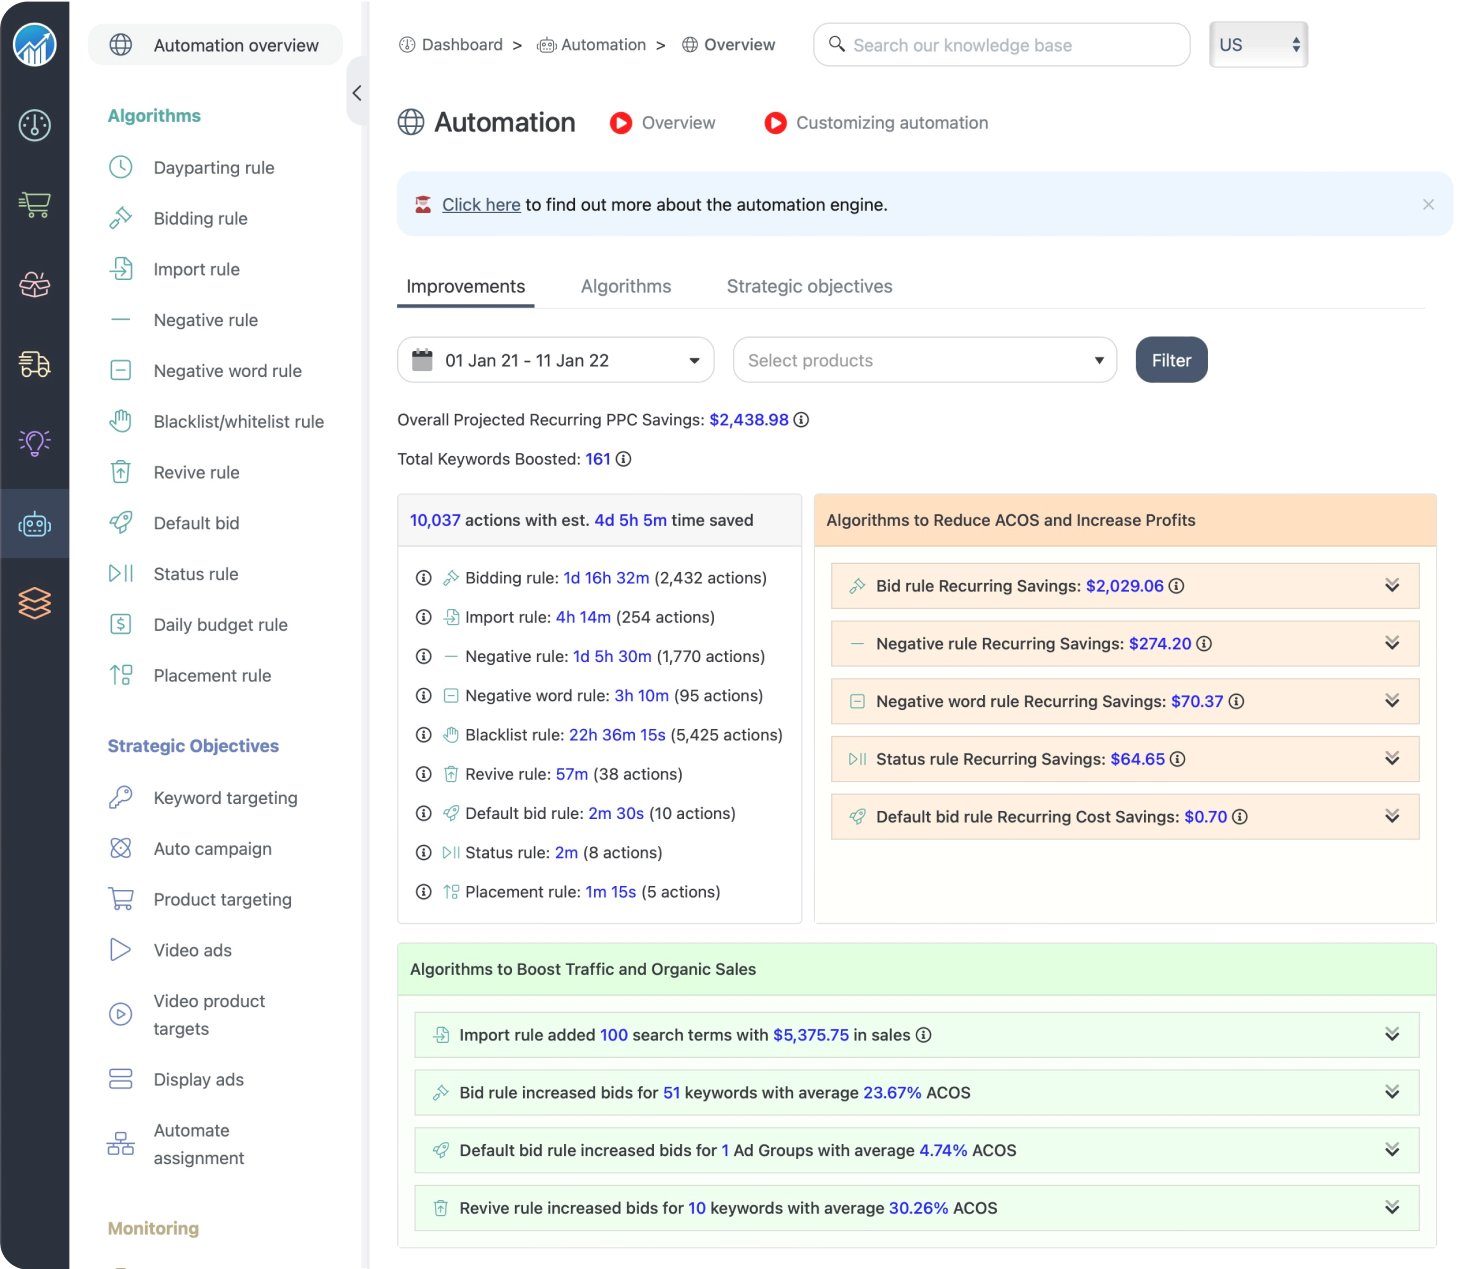 Automation overview
Algorithms
Dayparting rule
Bidding rule
Import rule
Negative rule
Negative word rule
Blacklist/whitelist rule
Revive rule
Default bid
Status rule
Daily budget rule
Placement rule
Strategic Objectives
Keyword targeting
Auto campaign
Product targeting
Video ads
Video product
targets
Display ads
Automate
assignment
Monitoring
Dashboard > Automation > Overview
Search our knowledge base
US
Automation
Overview
Customizing automation
Click here to find out more about the automation engine.
Improvements
Algorithms
Strategic objectives
01 Jan 21 - 11 Jan 22
Select products
Filter
Overall Projected Recurring PPC Savings: $2,438.98
Total Keywords Boosted: 161
10,037 actions with est. 4d 5h 5m time saved
Bidding rule: 1d 16h 32m (2,432 actions)
Import rule: 4h 14m (254 actions)
Negative rule: 1d 5h 30m (1,770 actions)
Negative word rule: 3h 10m (95 actions)
Blacklist rule: 22h 36m 15s (5,425 actions)
Revive rule: 57m (38 actions)
Default bid rule: 2m 30s (10 actions)
Status rule: 2m (8 actions)
Placement rule: 1m 15s (5 actions)
Algorithms to Reduce ACOS and Increase Profits
Bid rule Recurring Savings: $2,029.06
Negative rule Recurring Savings: $274.20
Negative word rule Recurring Savings: $70.37
Status rule Recurring Savings: $64.65
Default bid rule Recurring Cost Savings: $0.70
Algorithms to Boost Traffic and Organic Sales
Import rule added 100 search terms with $5,375.75 in sales
Bid rule increased bids for 51 keywords with average 23.67% ACOS
Default bid rule increased bids for 1 Ad Groups with average 4.74% ACOS
Revive rule increased bids for 10 keywords with average 30.26% ACOS